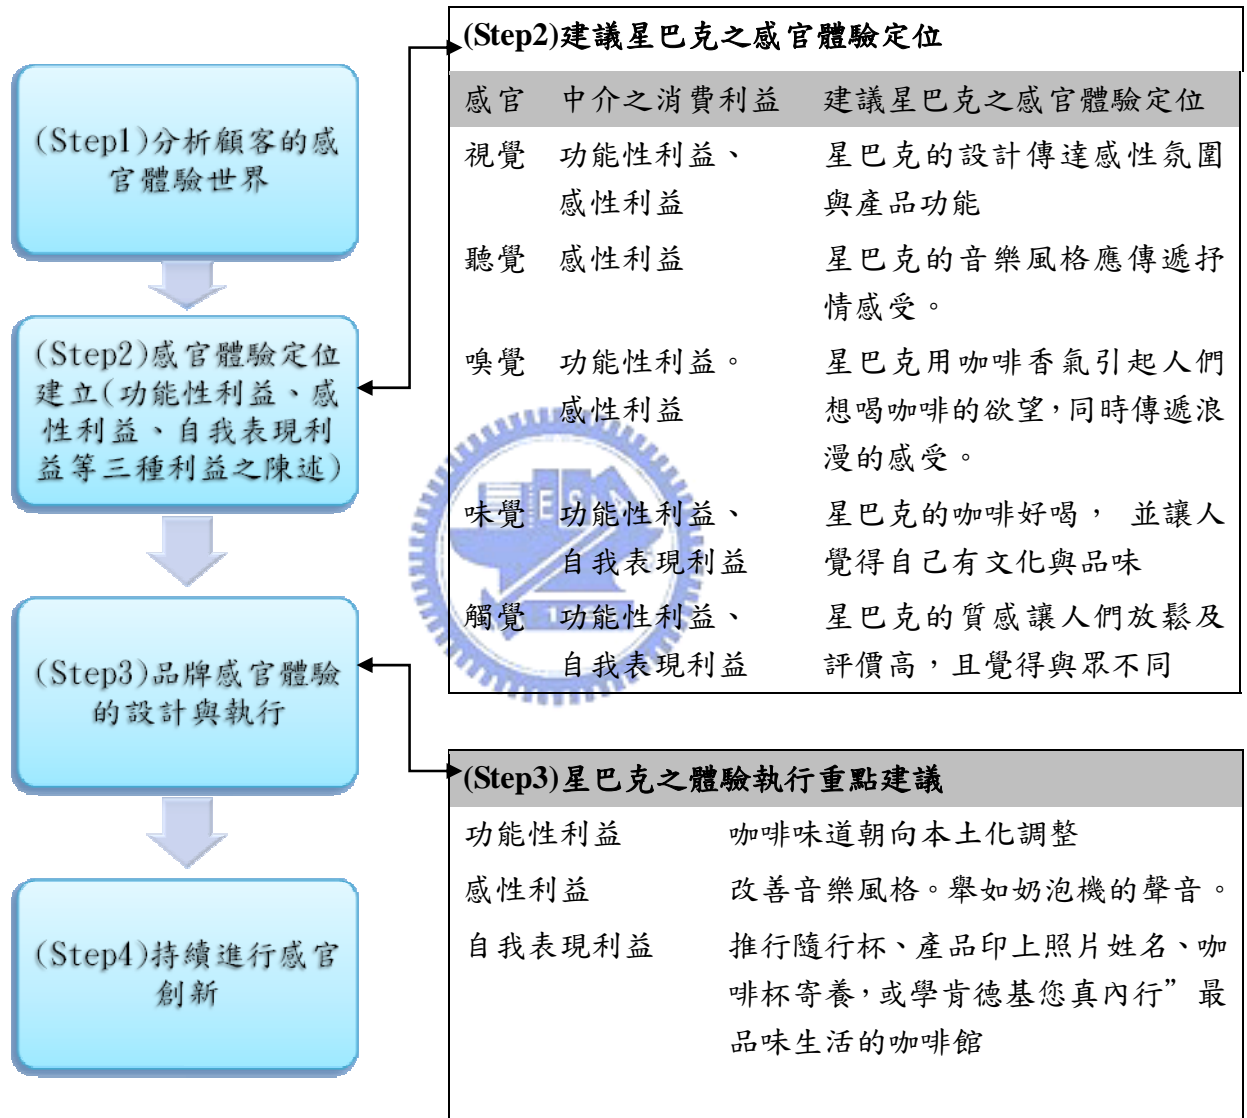 (Step1)分析顧客的感
官體驗世界
(Step2)感官體驗定位
建立(功能性利益、感
性利益、自我表現利
益等三種利益之陳述)
(Step3)品牌感官體驗
的設計與執行
(Step4)持續進行感官
創新
(Step2)建議星巴克之感官體驗定位
感官 中介之消費利益 建議星巴克之感官體驗定位
視覺 功能性利益、 星巴克的設計傳達感性氛圍
感性利益 與產品功能
聽覺 感性利益 星巴克的音樂風格應傳遞抒
情感受。
嗅覺 功能性利益。 星巴克用咖啡香氣引起人們
感性利益 想喝咖啡的欲望,同時傳遞浪
漫的感受。
味覺 功能性利益、 星巴克的咖啡好喝, 並讓人
自我表現利益 覺得自己有文化與品味
觸覺 功能性利益、 星巴克的質感讓人們放鬆及
自我表現利益 評價高,且覺得與眾不同
(Step3)星巴克之體驗執行重點建議
功能性利益 咖啡味道朝向本土化調整
感性利益 改善音樂風格。舉如奶泡機的聲音。
自我表現利益 推行隨行杯、產品印上照片姓名、咖
啡杯寄養,或學肯德基您真內行”最
品味生活的咖啡館